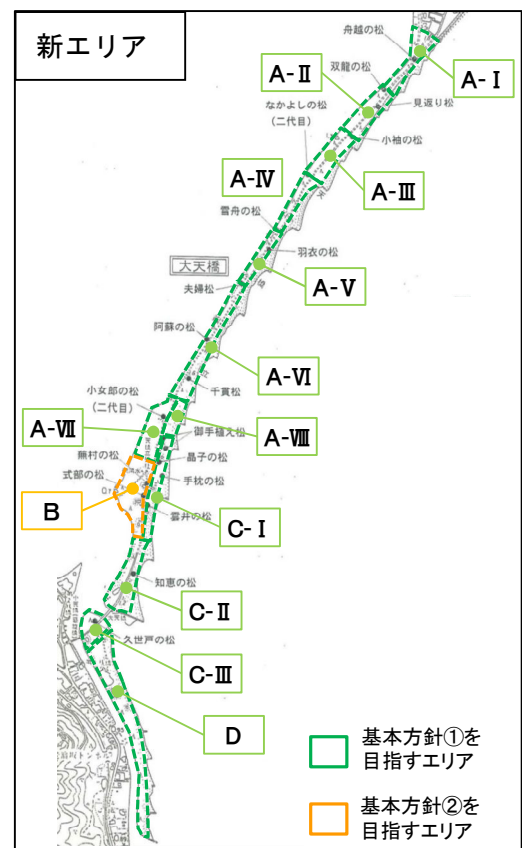 新エリア
舟越の松
A-Ⅰ
双龍の松
A-Ⅱ
見返り松
なかよしの松
(二代目)
小袖の松
A-Ⅲ
A-Ⅳ
雪舟の松
羽衣の松
大天橋
夫婦松
A-Ⅴ
阿蘇の松
A-Ⅵ
千貫松
小女郎の松
(二代目)
A-Ⅶ
A-Ⅷ
御手植え松
蕪村の松
晶子の松
式部の松
手枕の松
B
雲井の松
C-Ⅰ
知恵の松
C-Ⅱ
久世戸の松
C-Ⅲ
D
基本方針①を
目指すエリア
基本方針②を
目指すエリア